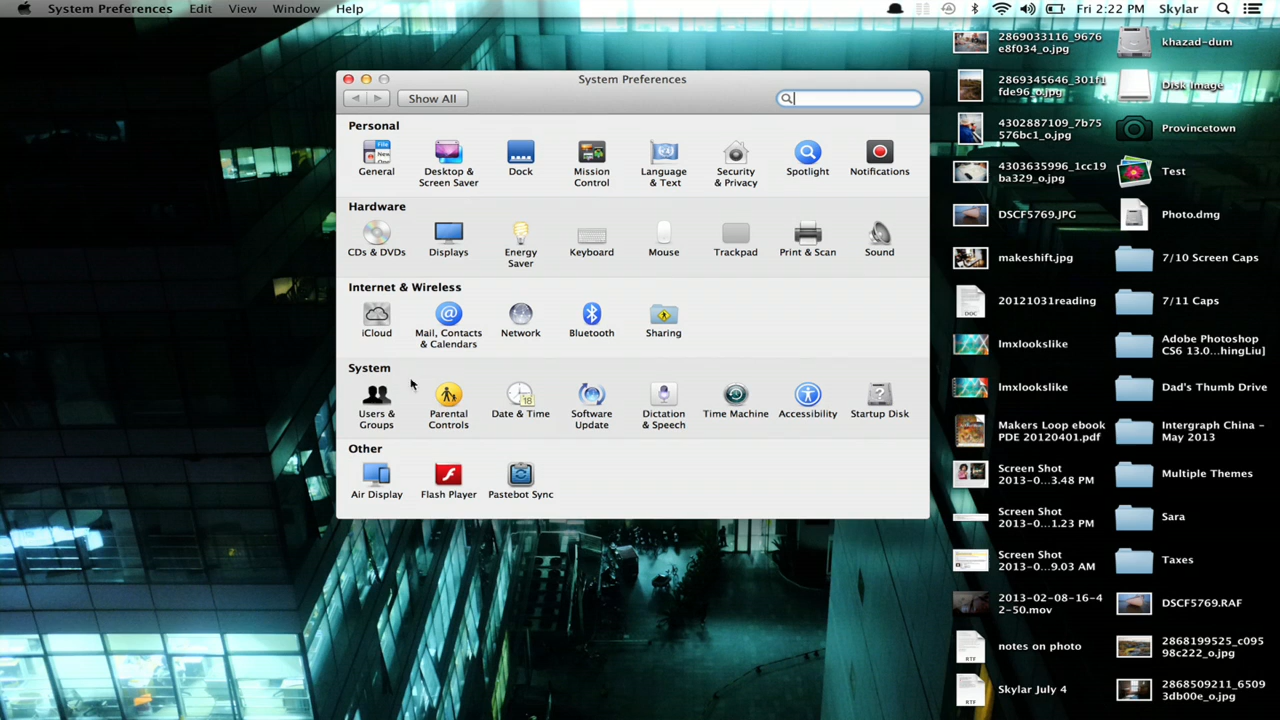 System Preferences Edit View Window Help
Fri 2:22 PM Skylar
System Preferences
Show All
Personal
General
Desktop &
Screen Saver
Dock
Mission
Control
Language
& Text
Security
& Privacy
Spotlight
Notifications
Hardware
CDs & DVDs
Displays
Energy
Saver
Keyboard
Mouse
Trackpad
Print & Scan
Sound
Internet & Wireless
iCloud
Mail, Contacts
& Calendars
Network
Bluetooth
Sharing
System
Users &
Groups
Parental
Controls
Date & Time
Software
Update
Dictation
& Speech
Time Machine
Accessibility
Startup Disk
Other
Air Display
Flash Player
Pastebot Sync
2869033116_9676
e8f034_o.jpg
2869345646_301f1
fde96_o.jpg
4302887109_7b75
576bc1_o.jpg
4303635996_1cc19
ba329_o.jpg
DSCF5769.JPG
makeshift.jpg
20121031reading
lmxlookslike
lmxlookslike
Makers Loop ebook
PDE 20120401.pdf
Screen Shot
2013-0...3.48 PM
Screen Shot
2013-0...1.23 PM
Screen Shot
2013-0...9.03 AM
2013-02-08-16-4
2-50.mov
notes on photo
Skylar July 4
khazad-dum
Disk Image
Provincetown
Test
Photo.dmg
7/10 Screen Caps
7/11 Caps
Adobe Photoshop
CS6 13.0...hingLiu]
Dad's Thumb Drive
Intergraph China -
May 2013
Multiple Themes
Sara
Taxes
DSCF5769.RAF
2868199525_c095
98c222_o.jpg
2868509211_6509
3db00e_o.jpg